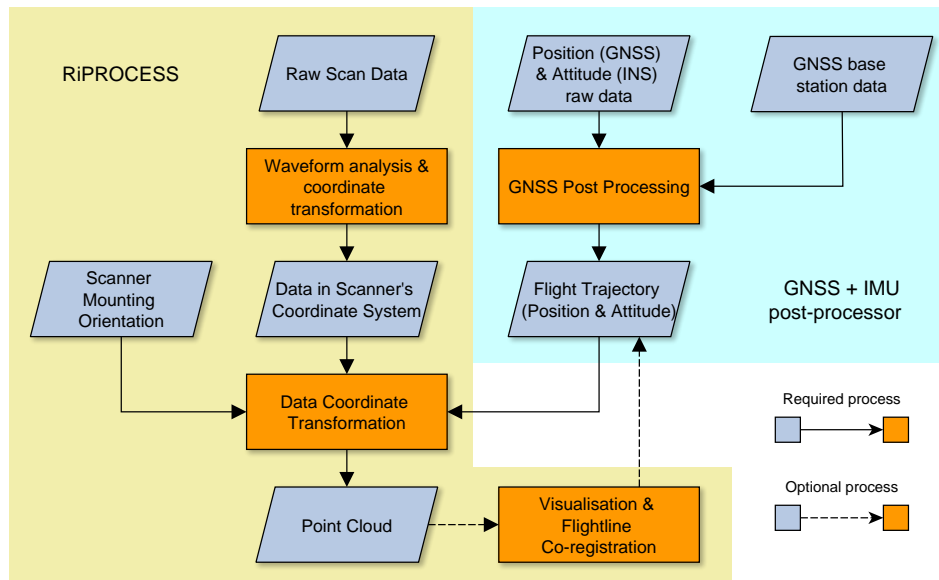 RiPROCESS
Raw Scan Data
Position (GNSS)
& Attitude (INS)
raw data
GNSS base
station data
Waveform analysis &
coordinate
transformation
GNSS Post Processing
Scanner
Mounting
Orientation
Data in Scanner's
Coordinate System
Flight Trajectory
(Position & Attitude)
GNSS + IMU
post-processor
Data Coordinate
Transformation
Required process
Point Cloud
Visualisation &
Flightline
Co-registration
Optional process